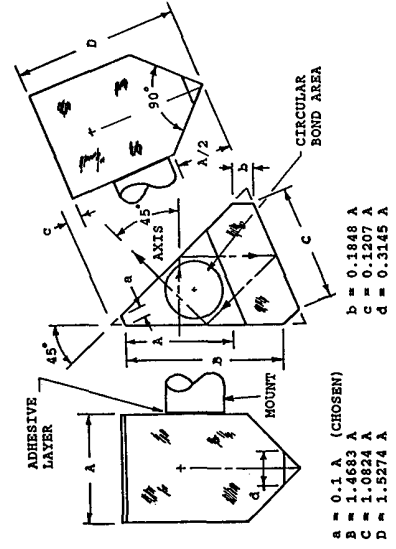 ADHESIVE
LAYER
A
d
MOUNT
45°
a
A
B
AXIS
45°
c
D
90°
A/2
b
C
CIRCULAR
BOND AREA
a = 0.1 A (CHOSEN)
B = 1.4683 A
C = 1.0824 A
D = 1.5274 A
b = 0.1848 A
c = 0.1207 A
d = 0.3145 A